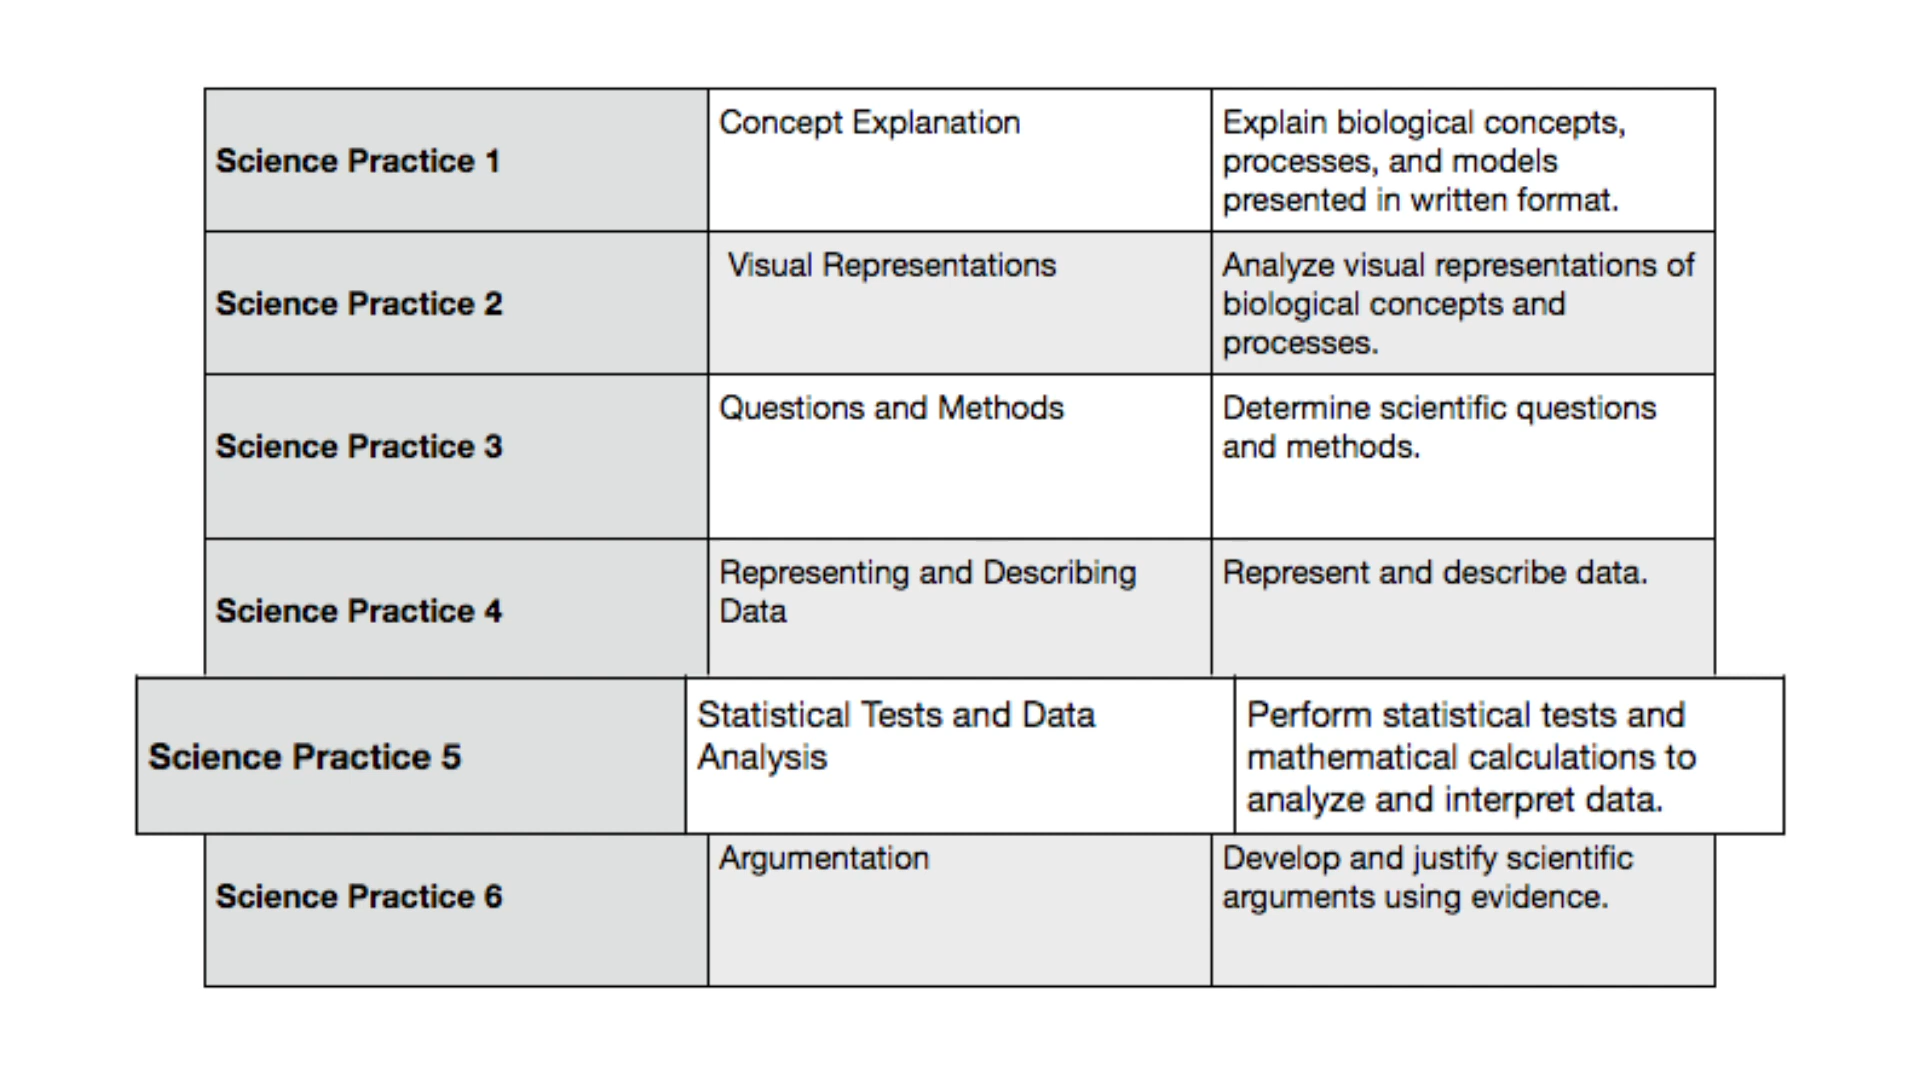 Science Practice 1
Concept Explanation
Explain biological concepts,
processes, and models
presented in written format.
Science Practice 2
Visual Representations
Analyze visual representations of
biological concepts and
processes.
Science Practice 3
Questions and Methods
Determine scientific questions
and methods.
Science Practice 4
Representing and Describing
Data
Represent and describe data.
Science Practice 5
Statistical Tests and Data
Analysis
Perform statistical tests and
mathematical calculations to
analyze and interpret data.
Science Practice 6
Argumentation
Develop and justify scientific
arguments using evidence.